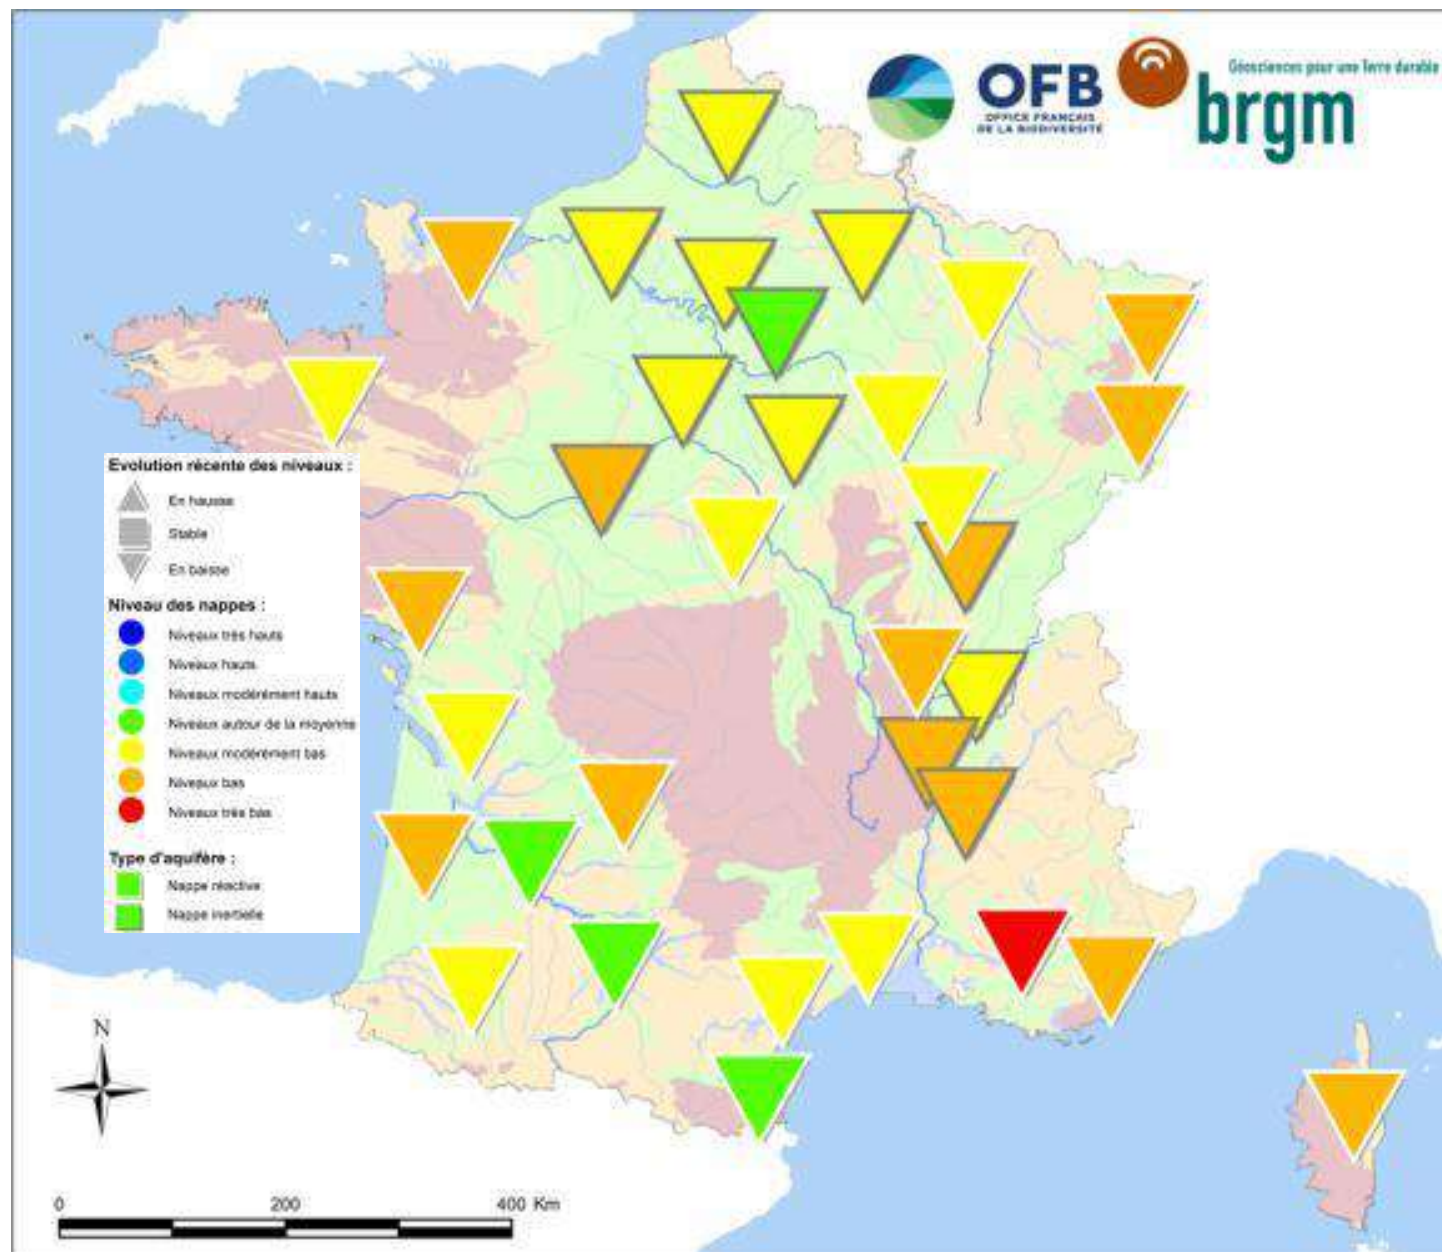 OFB
OFFICE FRANÇAIS
DE LA BIODIVERSITÉ
Géosciences pour une Terre durable
brgm
Evolution récente des niveaux :
En hausse
Stable
En baisse
Niveau des nappes :
Niveaux très hauts
Niveaux hauts
Niveaux modérément hauts
Niveaux autour de la moyenne
Niveaux modérément bas
Niveaux bas
Niveaux très bas
Type d'aquifère :
Nappe réactive
Nappe inertielle
N
0 200 400 Km